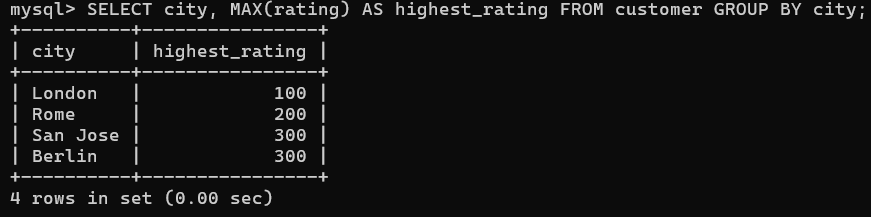 mysql> SELECT city, MAX(rating) AS highest_rating FROM customer GROUP BY city;
+----------+----------------+
| city     | highest_rating |
+----------+----------------+
| London   |            100 |
| Rome     |            200 |
| San Jose |            300 |
| Berlin   |            300 |
+----------+----------------+
4 rows in set (0.00 sec)